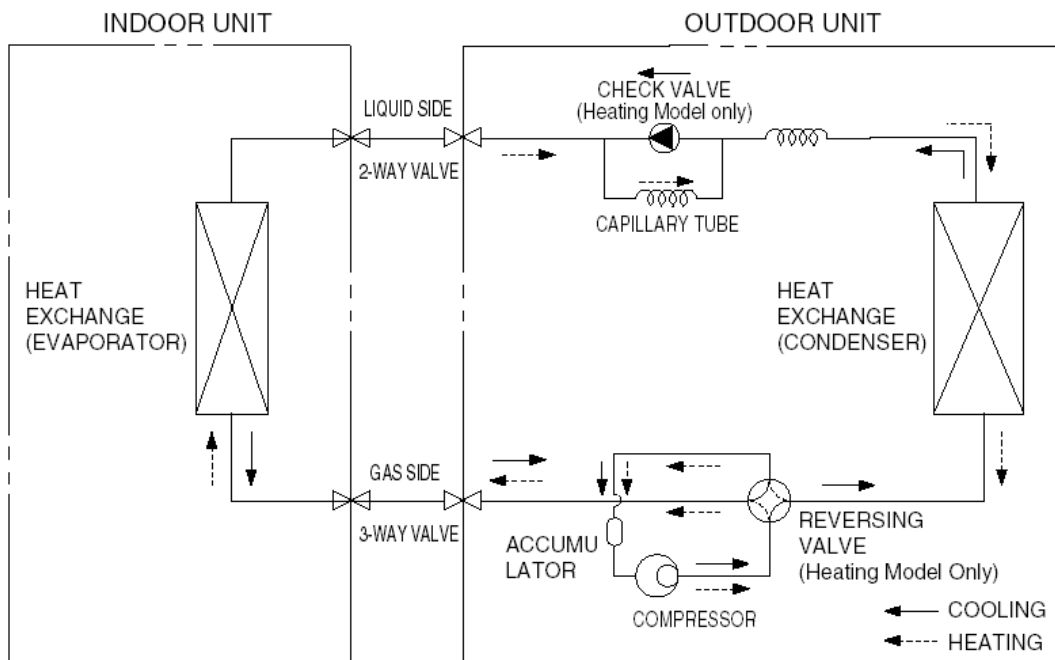 INDOOR UNIT
OUTDOOR UNIT
LIQUID SIDE
2-WAY VALVE
CHECK VALVE
(Heating Model only)
CAPILLARY TUBE
HEAT
EXCHANGE
(EVAPORATOR)
HEAT
EXCHANGE
(CONDENSER)
GAS SIDE
3-WAY VALVE
ACCUMU
LATOR
COMPRESSOR
REVERSING
VALVE
(Heating Model Only)
COOLING
HEATING